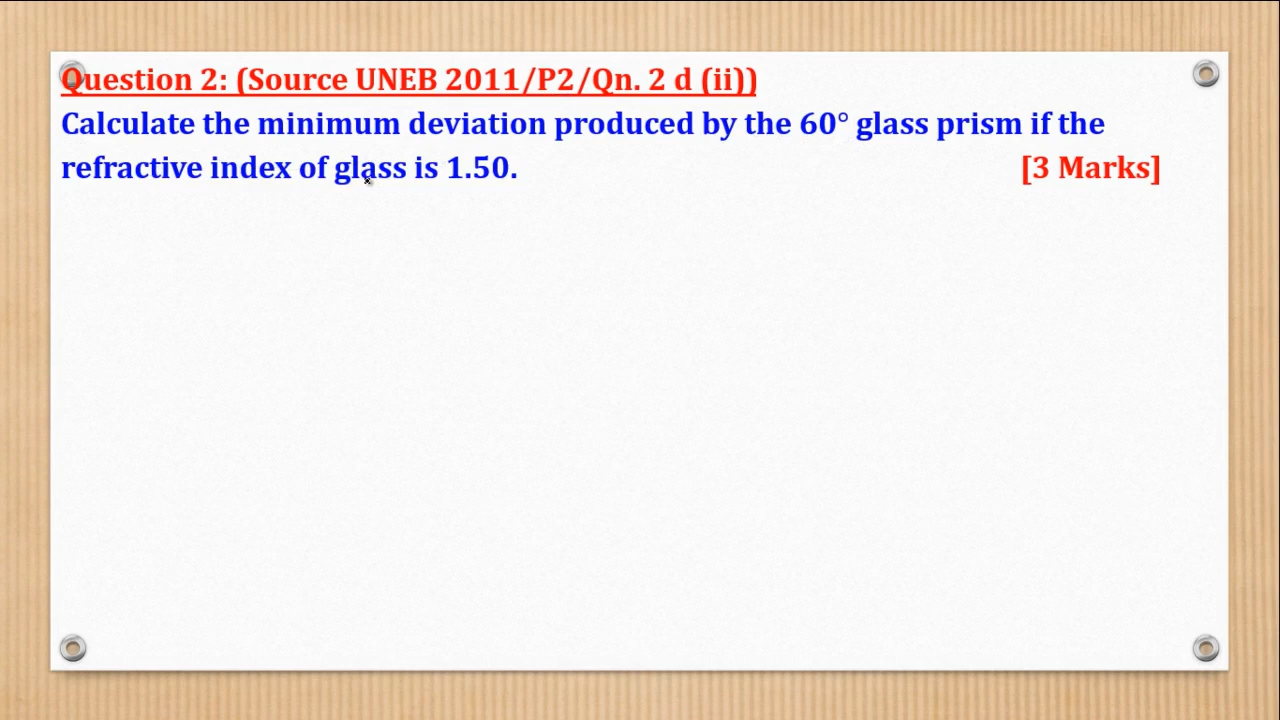 Question 2: (Source UNEB 2011/P2/Qn. 2 d (ii))
Calculate the minimum deviation produced by the 60° glass prism if the
refractive index of glass is 1.50. [3 Marks]